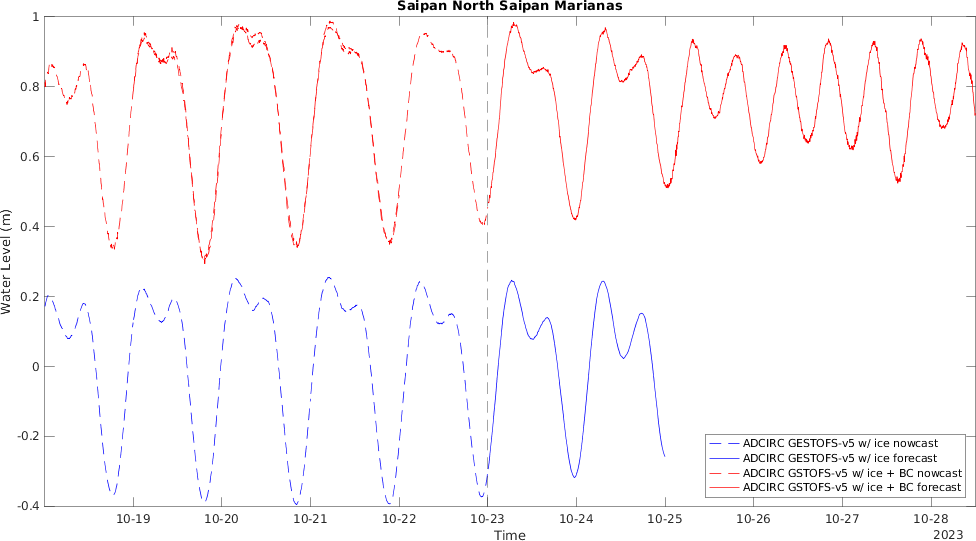 Saipan North Saipan Marianas
Water Level (m)
1
0.8
0.6
0.4
0.2
0
-0.2
-0.4
ADCIRC GESTOFS-v5 w/ ice nowcast
ADCIRC GESTOFS-v5 w/ ice forecast
ADCIRC GSTOFS-v5 w/ ice + BC nowcast
ADCIRC GSTOFS-v5 w/ ice + BC forecast
10-19 10-20 10-21 10-22 10-23 10-24 10-25 10-26 10-27 10-28
Time
2023